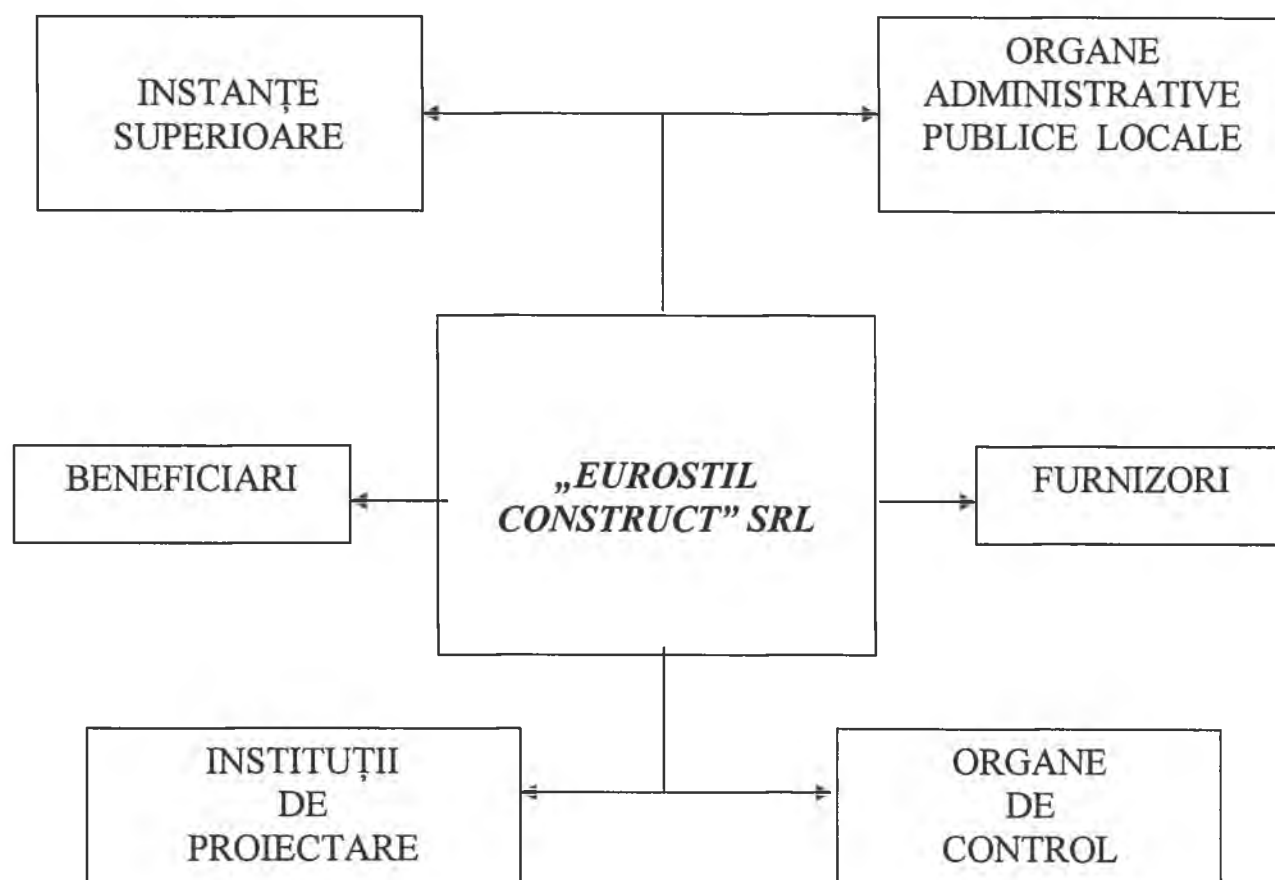 INSTANȚE
SUPERIOARE
ORGANE
ADMINISTRATIVE
PUBLICE LOCALE
BENEFICIARI
„EUROSTIL
CONSTRUCT” SRL
FURNIZORI
INSTITUȚII
DE
PROIECTARE
ORGANE
DE
CONTROL